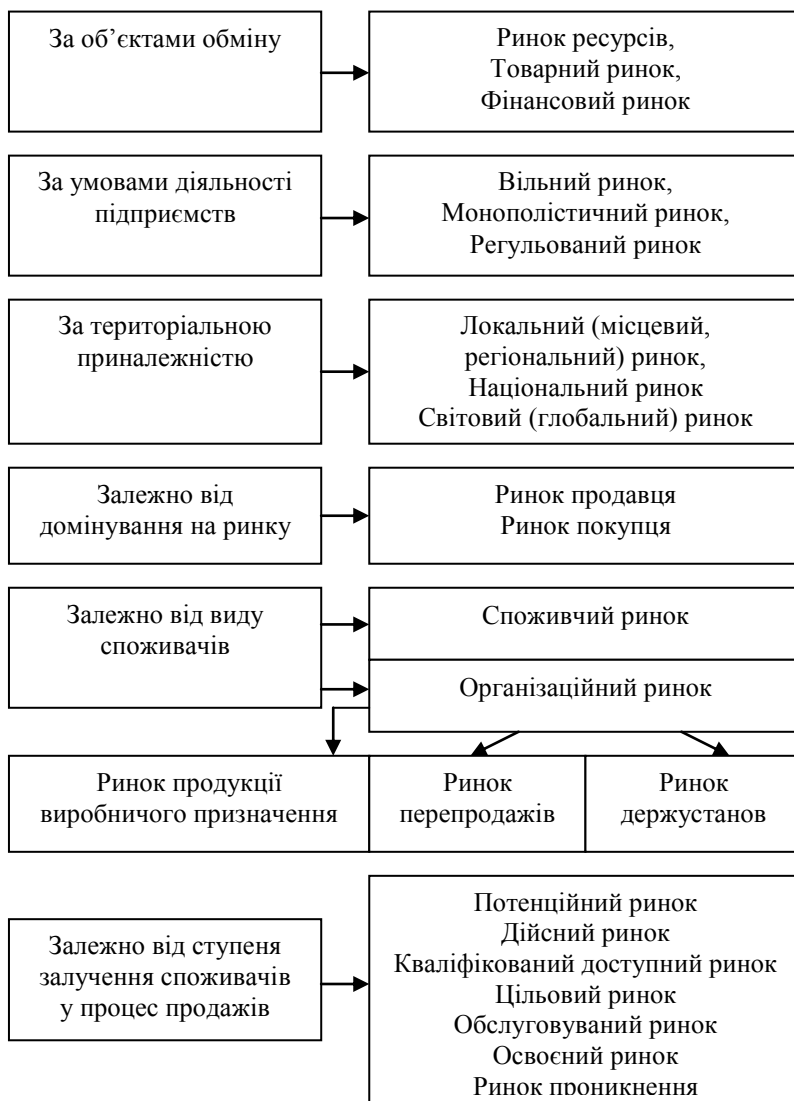 За об’єктами обміну
Ринок ресурсів,
Товарний ринок,
Фінансовий ринок
За умовами діяльності
підприємств
Вільний ринок,
Монополістичний ринок,
Регульований ринок
За територіальною
приналежністю
Локальний (місцевий,
регіональний) ринок,
Національний ринок
Світовий (глобальний) ринок
Залежно від
домінування на ринку
Ринок продавця
Ринок покупця
Залежно від виду
споживачів
Споживчий ринок
Організаційний ринок
Ринок продукції
виробничого призначення
Ринок
перепродажів
Ринок
держустанов
Залежно від ступеня
залучення споживачів
у процес продажів
Потенційний ринок
Дійсний ринок
Кваліфікований доступний ринок
Цільовий ринок
Обслуговуваний ринок
Освоєний ринок
Ринок проникнення